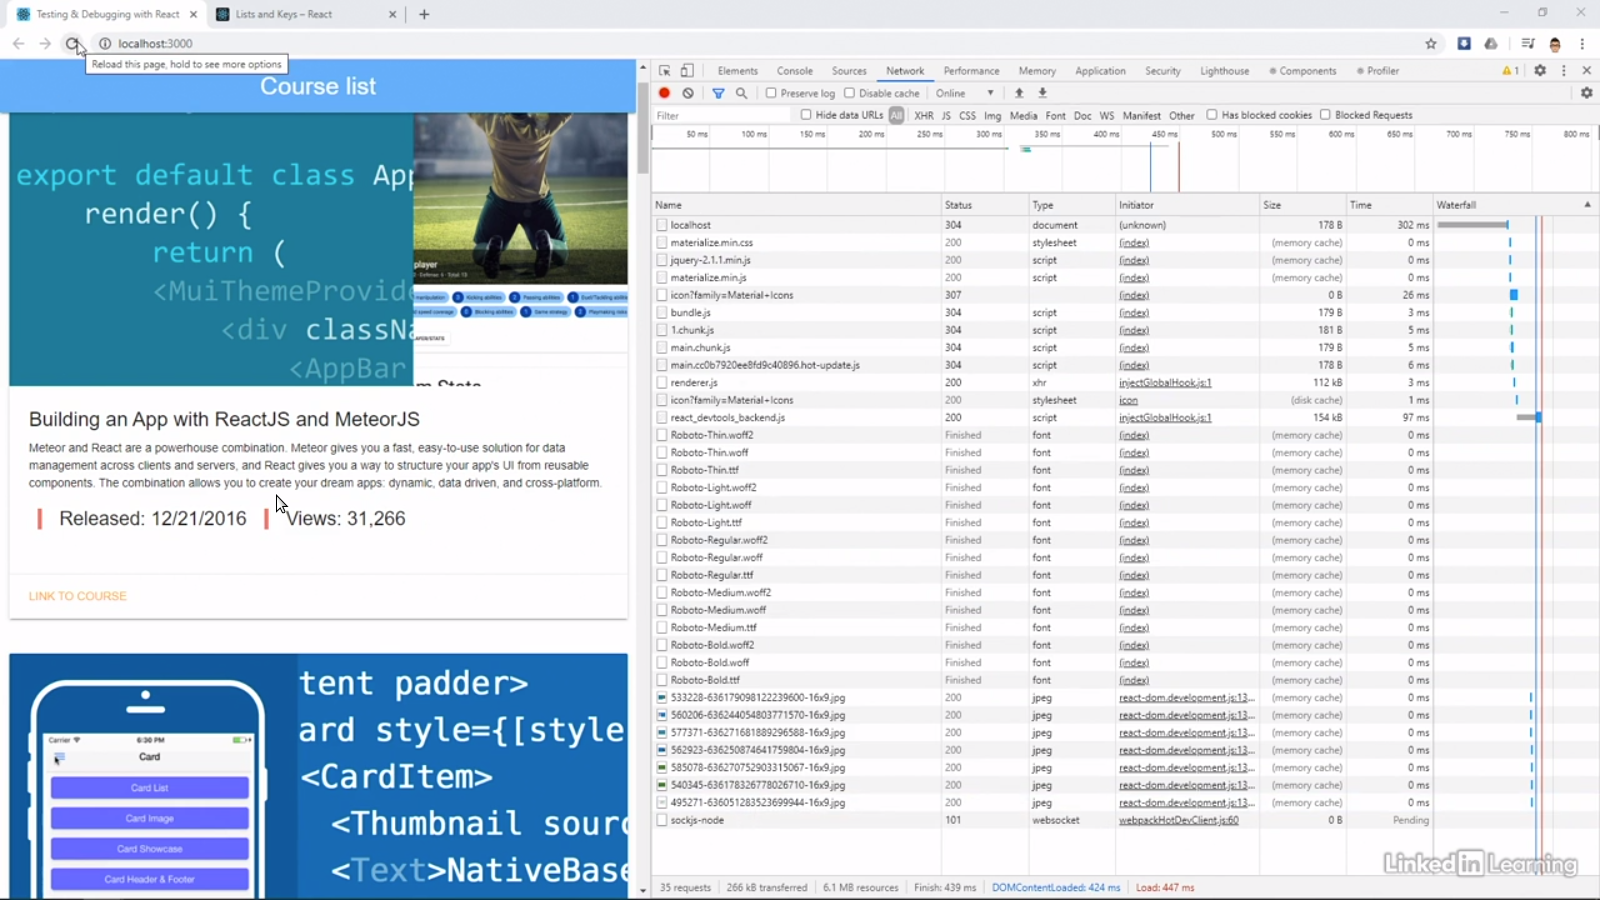 Testing & Debugging with React
Lists and Keys – React
localhost:3000
Reload this page, hold to see more options
Course list
export default class App
render() {
return (
<MuiThemeProvide
<div classNa
<AppBar
player
Kicking abilities
Passing abilities
Blocking abilities
Game strategy
Building an App with ReactJS and MeteorJS
Meteor and React are a powerhouse combination. Meteor gives you a fast, easy-to-use solution for data
management across clients and servers, and React gives you a way to structure your app's UI from reusable
components. The combination allows you to create your dream apps: dynamic, data driven, and cross-platform.
Released: 12/21/2016 Views: 31,266
LINK TO COURSE
tent padder>
ard style={[style
<CardItem>
<Thumbnail sourc
<Text>NativeBase
Carrier 6:30 PM
Card
Card List
Card Image
Card Showcase
Card Header & Footer
Elements Console Sources Network Performance Memory Application Security Lighthouse Components Profiler 1
Preserve log Disable cache Online
Filter Hide data URLs All XHR JS CSS Img Media Font Doc WS Manifest Other Has blocked cookies Blocked Requests
50 ms 100 ms 150 ms 200 ms 250 ms 300 ms 350 ms 400 ms 450 ms 500 ms 550 ms 600 ms 650 ms 700 ms 750 ms 800 ms
Name Status Type Initiator Size Time Waterfall
localhost 304 document (unknown) 178 B 302 ms
materialize.min.css 200 stylesheet (index) (memory cache) 0 ms
jquery-2.1.1.min.js 200 script (index) (memory cache) 0 ms
materialize.min.js 200 script (index) (memory cache) 0 ms
icon?family=Material+Icons 307 (index) 0 B 26 ms
bundle.js 304 script (index) 179 B 3 ms
1.chunk.js 304 script (index) 181 B 5 ms
main.chunk.js 304 script (index) 179 B 5 ms
main.cc0b7920ee8fd9c40896.hot-update.js 304 script (index) 178 B 6 ms
renderer.js 200 xhr injectGlobalHook.js:1 112 kB 3 ms
icon?family=Material+Icons 200 stylesheet icon (disk cache) 1 ms
react_devtools_backend.js 200 script injectGlobalHook.js:1 154 kB 97 ms
Roboto-Thin.woff2 Finished font (index) (memory cache) 0 ms
Roboto-Thin.woff Finished font (index) (memory cache) 0 ms
Roboto-Thin.ttf Finished font (index) (memory cache) 0 ms
Roboto-Light.woff2 Finished font (index) (memory cache) 0 ms
Roboto-Light.woff Finished font (index) (memory cache) 0 ms
Roboto-Light.ttf Finished font (index) (memory cache) 0 ms
Roboto-Regular.woff2 Finished font (index) (memory cache) 0 ms
Roboto-Regular.woff Finished font (index) (memory cache) 0 ms
Roboto-Regular.ttf Finished font (index) (memory cache) 0 ms
Roboto-Medium.woff2 Finished font (index) (memory cache) 0 ms
Roboto-Medium.woff Finished font (index) (memory cache) 0 ms
Roboto-Medium.ttf Finished font (index) (memory cache) 0 ms
Roboto-Bold.woff2 Finished font (index) (memory cache) 0 ms
Roboto-Bold.woff Finished font (index) (memory cache) 0 ms
Roboto-Bold.ttf Finished font (index) (memory cache) 0 ms
533228-636179098122239600-16x9.jpg 200 jpeg react-dom.development.js:13... (memory cache) 0 ms
560206-636244054803771570-16x9.jpg 200 jpeg react-dom.development.js:13... (memory cache) 0 ms
577371-636271681889296588-16x9.jpg 200 jpeg react-dom.development.js:13... (memory cache) 0 ms
562923-636250874641759804-16x9.jpg 200 jpeg react-dom.development.js:13... (memory cache) 0 ms
585078-636270752903315067-16x9.jpg 200 jpeg react-dom.development.js:13... (memory cache) 0 ms
540345-636178326778026710-16x9.jpg 200 jpeg react-dom.development.js:13... (memory cache) 0 ms
495271-636051283523699944-16x9.jpg 200 jpeg react-dom.development.js:13... (memory cache) 0 ms
sockjs-node 101 websocket webpackHotDevClient.js:60 0 B Pending
35 requests 266 kB transferred 6.1 MB resources Finish: 439 ms DOMContentLoaded: 424 ms Load: 447 ms
Linked in Learning